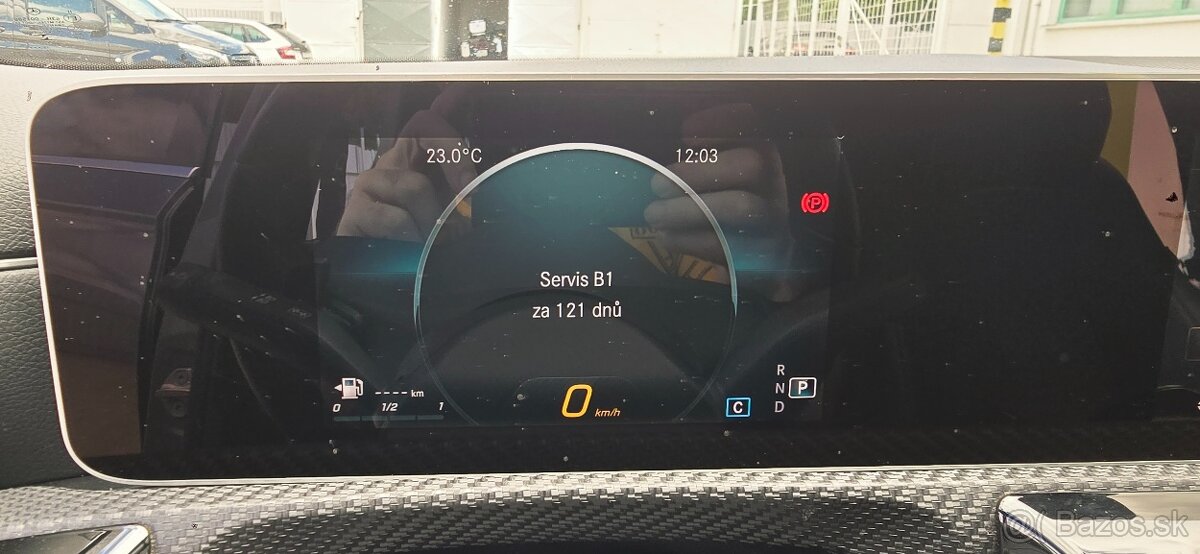 23.0°C
12:03
P
Servis B1
za 121 dnů
---- km
0 1/2 1
0 km/h
C
R
N P
D
Bazos.sk